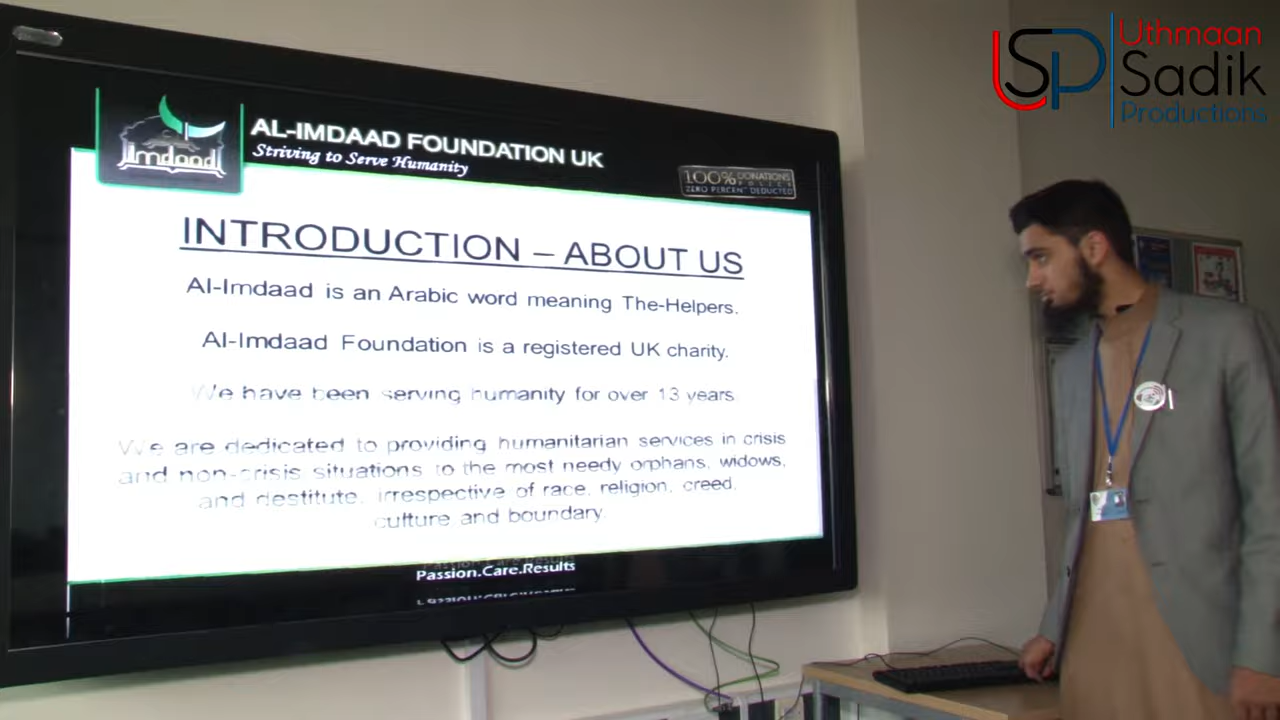 Uthmaan
USP Sadik
Productions
Imdaad
AL-IMDAAD FOUNDATION UK
Striving to Serve Humanity
100% DONATIONS
POLICY
ZERO PERCENT DEDUCTED
INTRODUCTION – ABOUT US
Al-Imdaad is an Arabic word meaning The-Helpers.
Al-Imdaad Foundation is a registered UK charity.
We have been serving humanity for over 13 years.
We are dedicated to providing humanitarian services in crisis
and non-crisis situations to the most needy orphans, widows,
and destitute, irrespective of race, religion, creed,
culture and boundary.
Passion.Care.Results